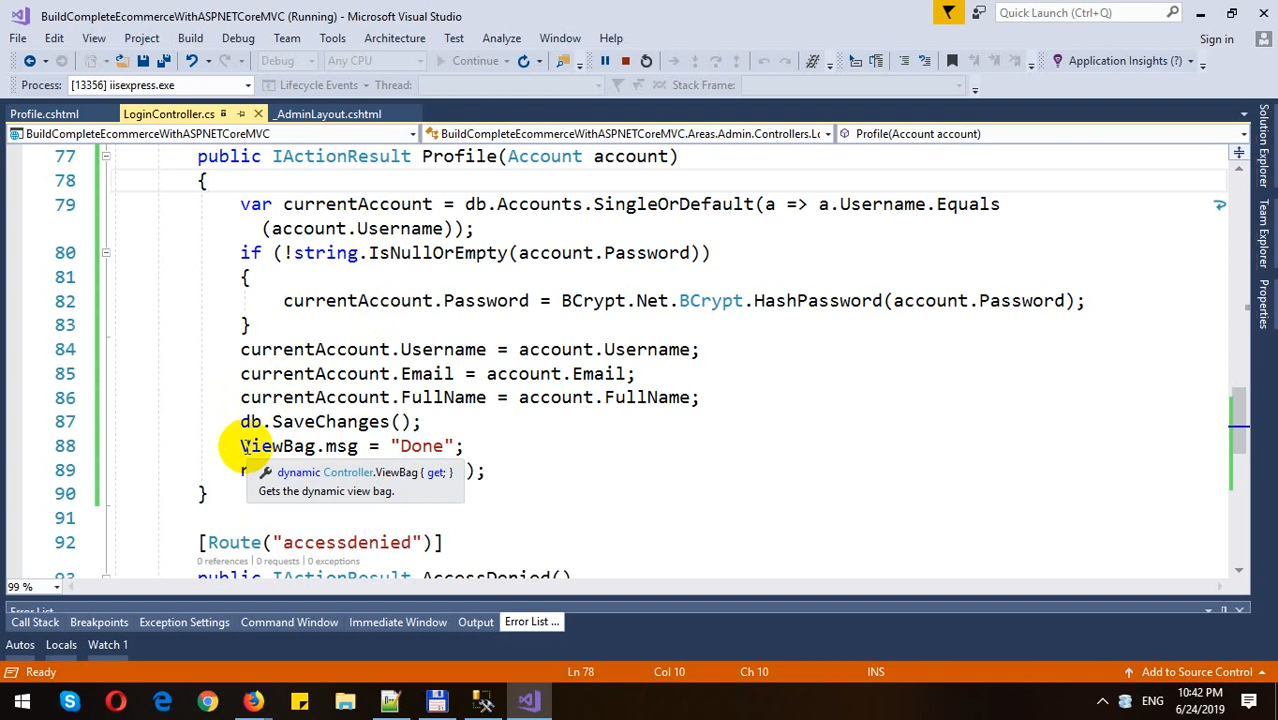 BuildCompleteEcommerceWithASPNETCoreMVC (Running) - Microsoft Visual Studio
Quick Launch (Ctrl+Q)
File Edit View Project Build Debug Team Tools Architecture Test Analyze Window Help Sign in
Debug Any CPU Continue Application Insights (?)
Process: [13356] iisexpress.exe Lifecycle Events Thread: Stack Frame:
Profile.cshtml LoginController.cs _AdminLayout.cshtml
BuildCompleteEcommerceWithASPNETCoreMVC BuildCompleteEcommerceWithASPNETCoreMVC.Areas.Admin.Controllers.Lo Profile(Account account)
77 public IActionResult Profile(Account account)
78 {
79 var currentAccount = db.Accounts.SingleOrDefault(a => a.Username.Equals
(account.Username));
80 if (!string.IsNullOrEmpty(account.Password))
81 {
82 currentAccount.Password = BCrypt.Net.BCrypt.HashPassword(account.Password);
83 }
84 currentAccount.Username = account.Username;
85 currentAccount.Email = account.Email;
86 currentAccount.FullName = account.FullName;
87 db.SaveChanges();
88 ViewBag.msg = "Done";
89 r );
dynamic Controller.ViewBag { get; }
Gets the dynamic view bag.
90 }
91
92 [Route("accessdenied")]
0 references | 0 requests | 0 exceptions
93 public IActionResult AccessDenied()
99 %
Error List
Call Stack Breakpoints Exception Settings Command Window Immediate Window Output Error List ...
Autos Locals Watch 1
Ready Ln 78 Col 10 Ch 10 INS Add to Source Control
ENG
10:42 PM
6/24/2019
Solution Explorer
Team Explorer
Properties